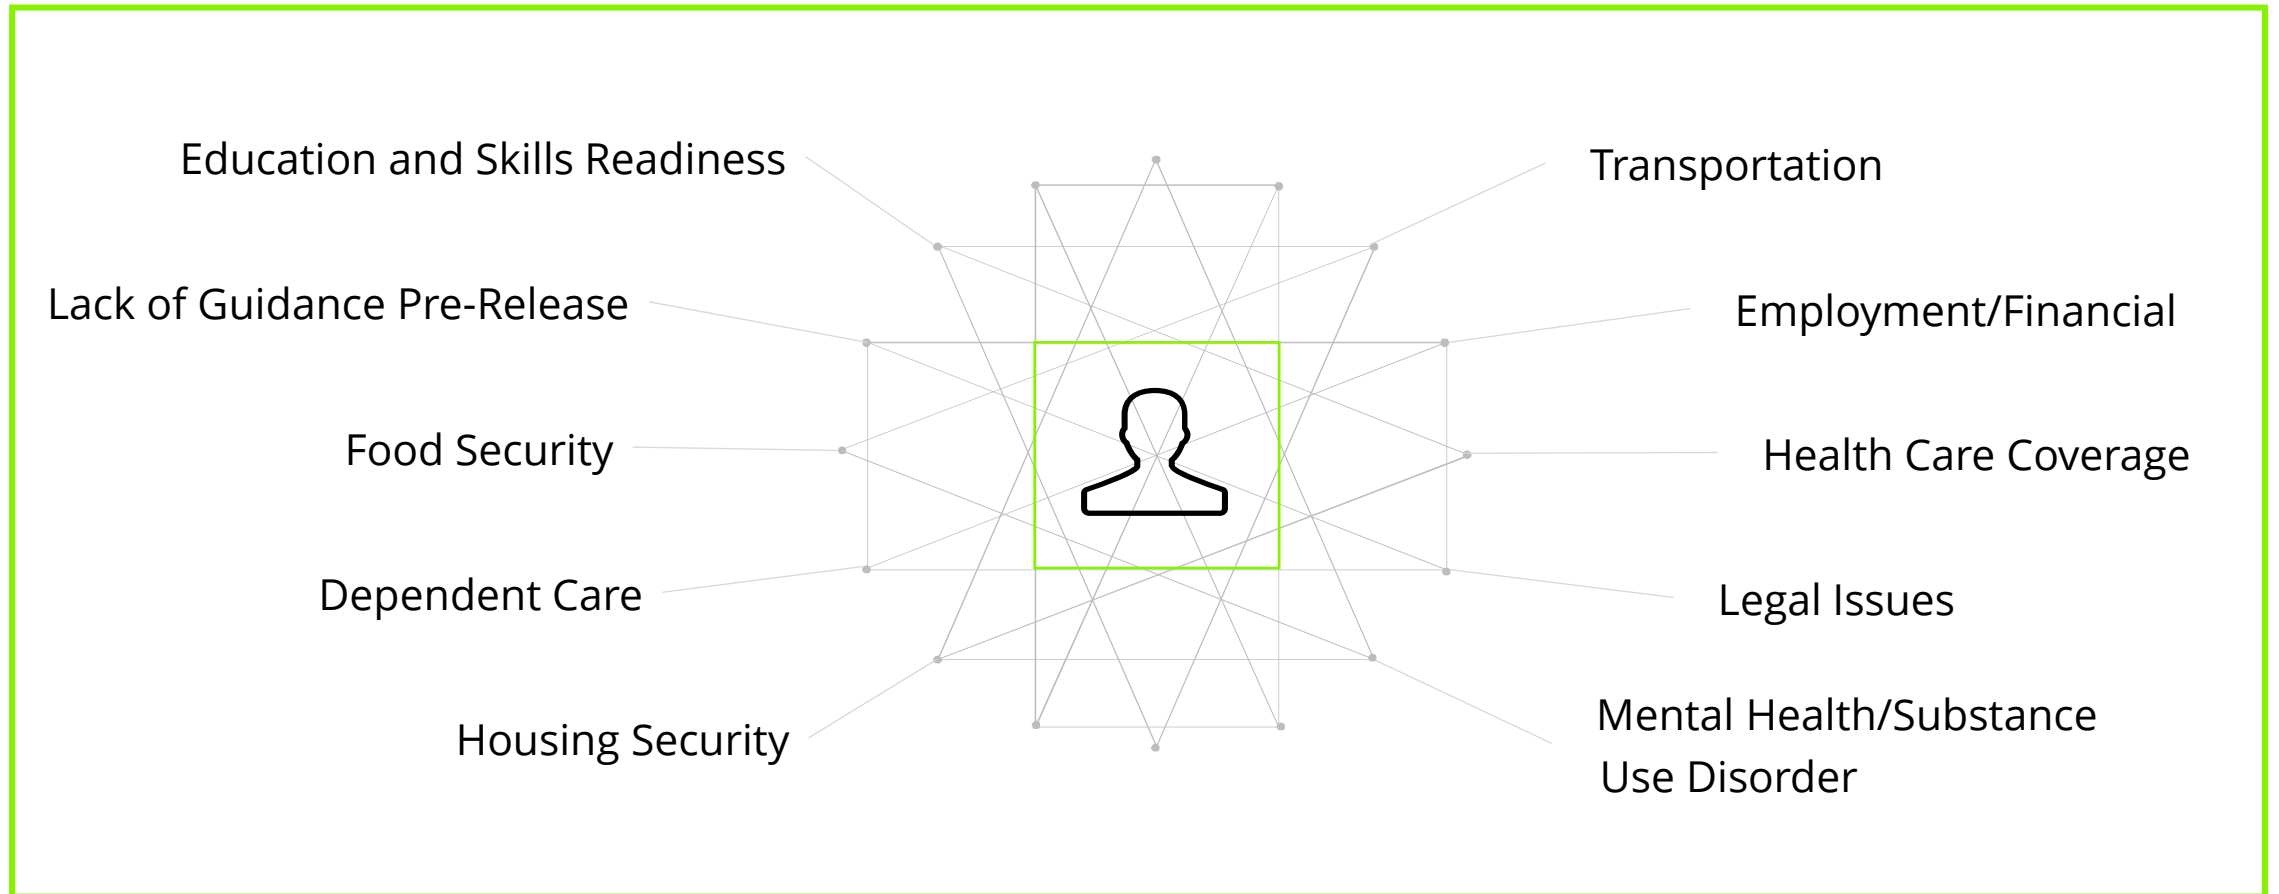 Education and Skills Readiness
Lack of Guidance Pre-Release
Food Security
Dependent Care
Housing Security
Transportation
Employment/Financial
Health Care Coverage
Legal Issues
Mental Health/Substance
Use Disorder